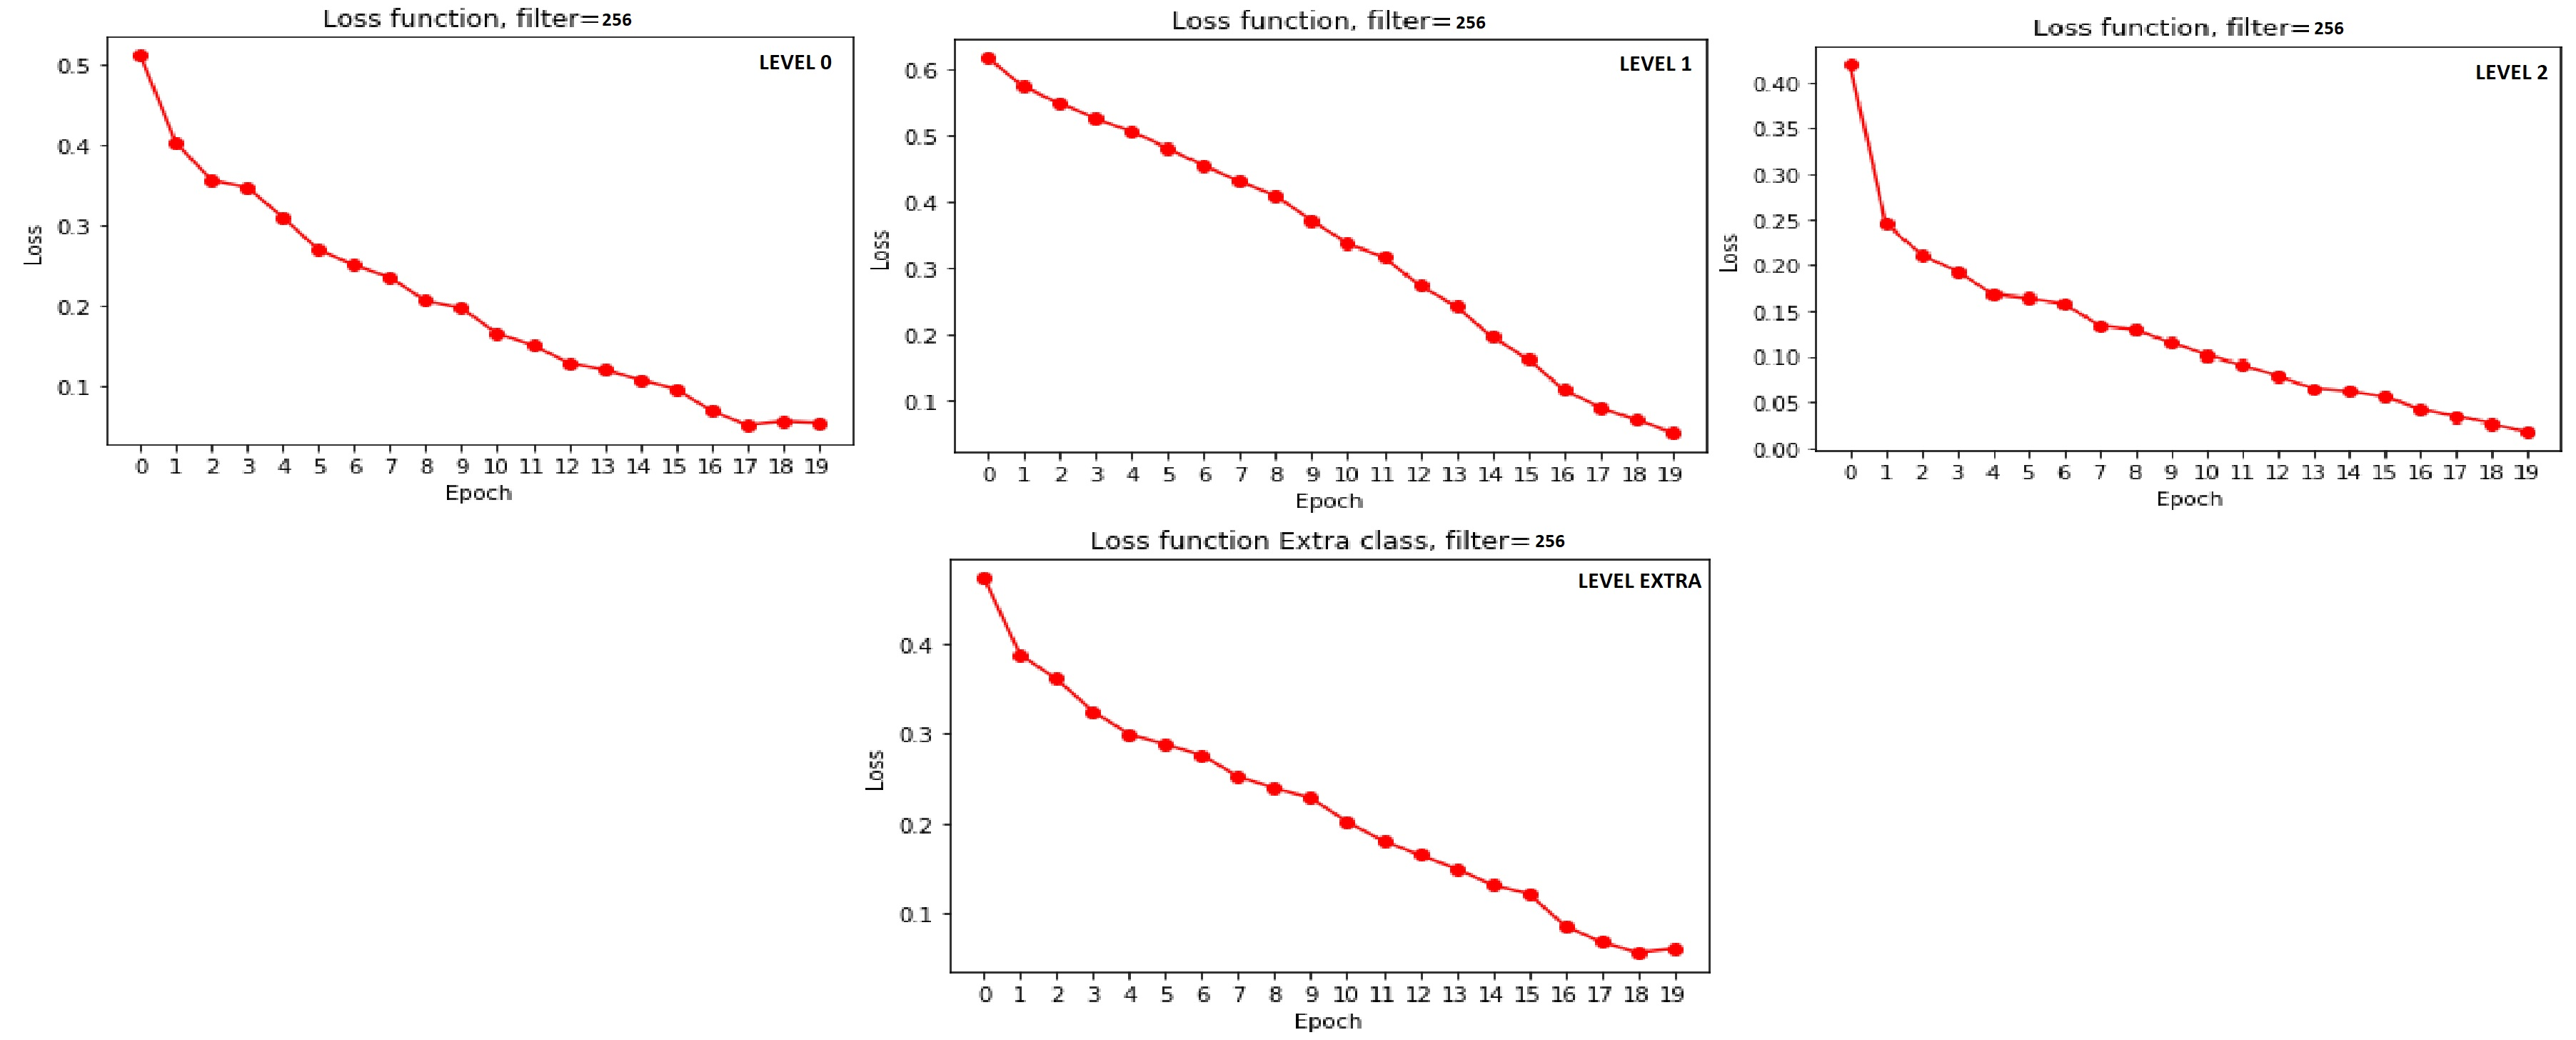 Loss function, filter=256
LEVEL 0
0.5
0.4
0.3
0.2
0.1
Loss
0 1 2 3 4 5 6 7 8 9 10 11 12 13 14 15 16 17 18 19
Epoch
Loss function, filter=256
LEVEL 1
0.6
0.5
0.4
0.3
0.2
0.1
Loss
0 1 2 3 4 5 6 7 8 9 10 11 12 13 14 15 16 17 18 19
Epoch
Loss function, filter=256
LEVEL 2
0.40
0.35
0.30
0.25
0.20
0.15
0.10
0.05
0.00
Loss
0 1 2 3 4 5 6 7 8 9 10 11 12 13 14 15 16 17 18 19
Epoch
Loss function Extra class, filter=256
LEVEL EXTRA
0.4
0.3
0.2
0.1
Loss
0 1 2 3 4 5 6 7 8 9 10 11 12 13 14 15 16 17 18 19
Epoch